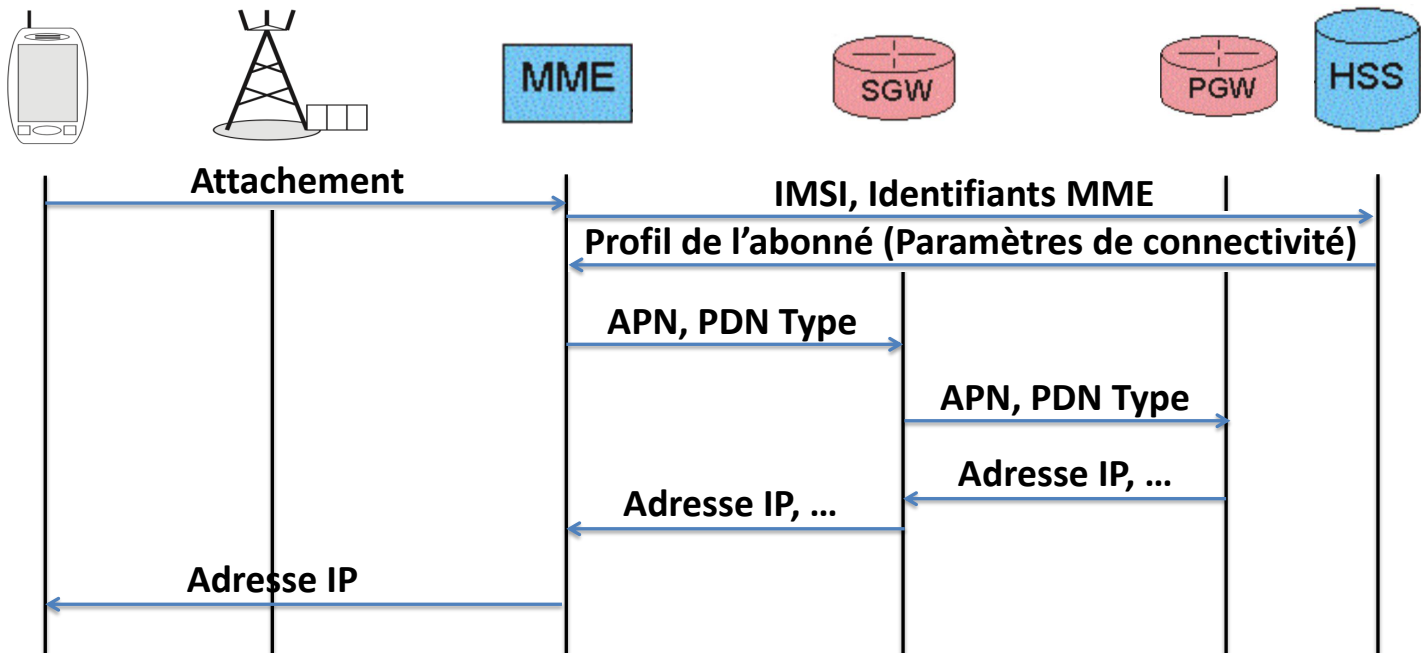 MME
SGW
PGW
HSS
Attachement
IMSI, Identifiants MME
Profil de l’abonné (Paramètres de connectivité)
APN, PDN Type
APN, PDN Type
Adresse IP, ...
Adresse IP, ...
Adresse IP